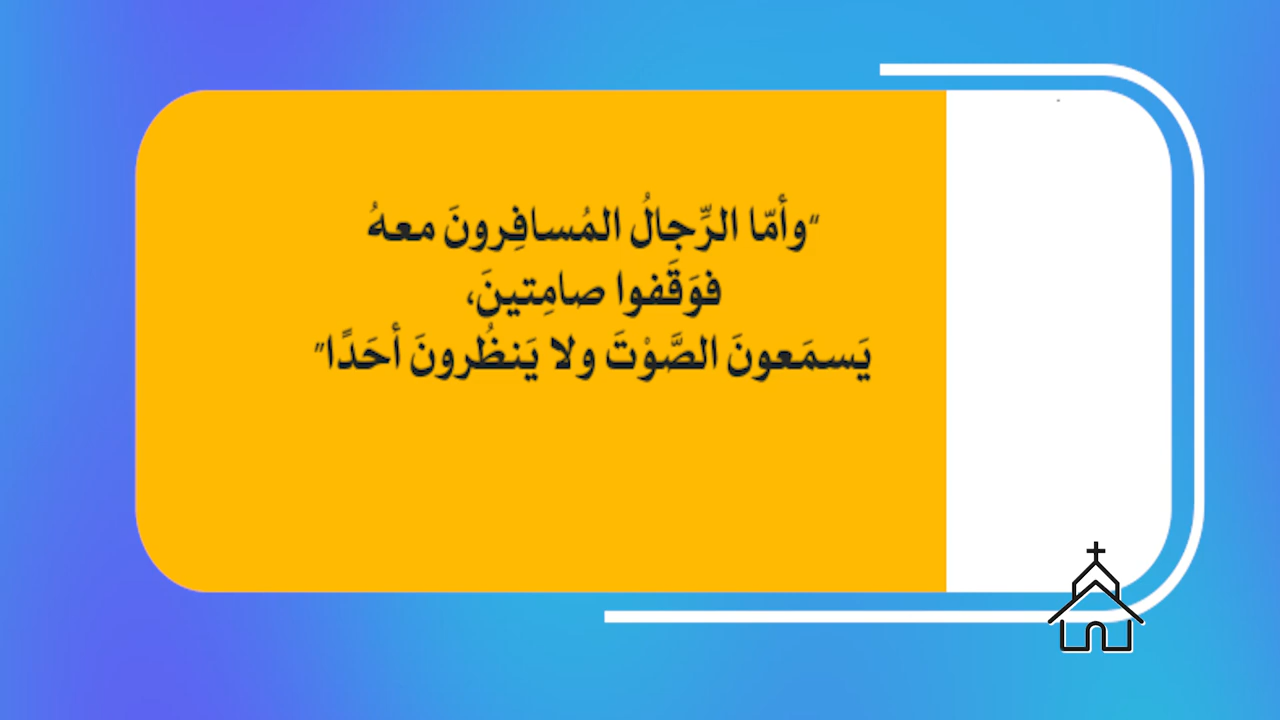 "وأمّا الرِّجالُ المُسافِرونَ معهُ
فوَقَفوا صامِتينَ،
يَسمَعونَ الصَّوْتَ ولا يَنظُرونَ أحَدًا"